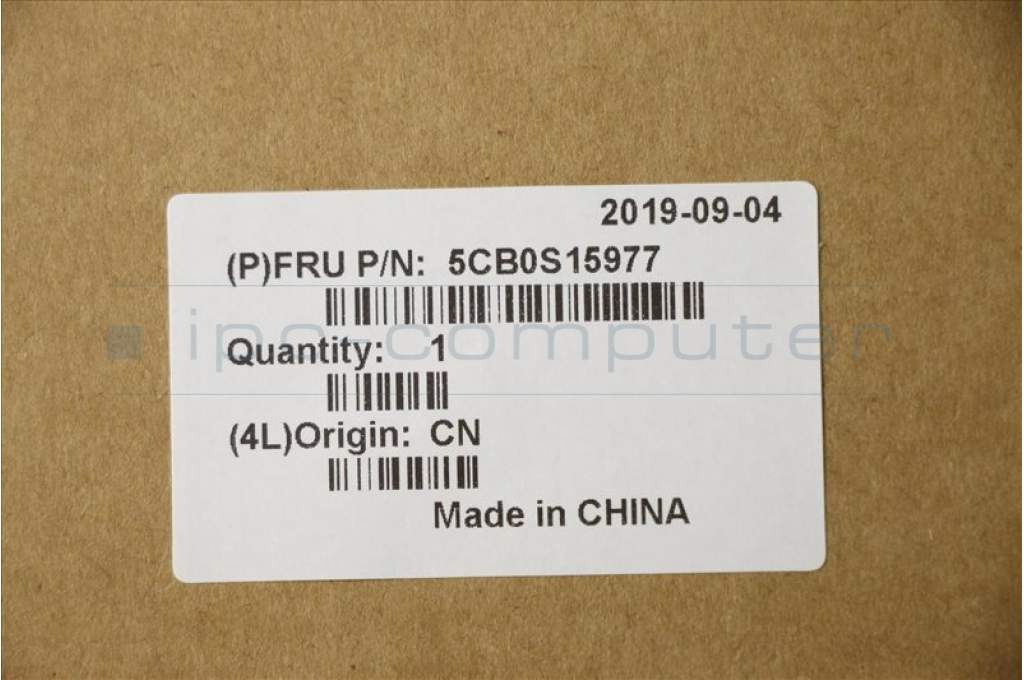 2019-09-04
(P)FRU P/N: 5CB0S15977
ipc-computer
Quantity: 1
(4L)Origin: CN
Made in CHINA